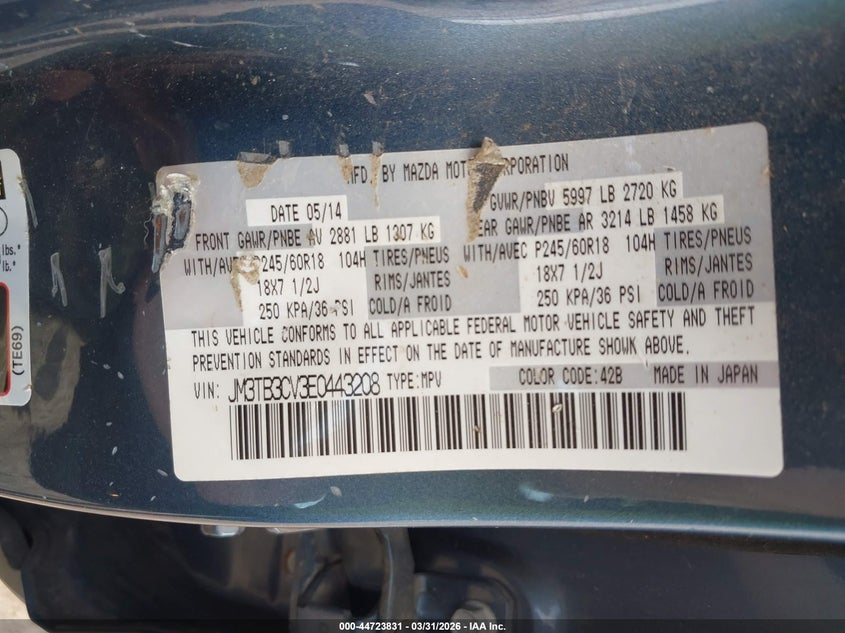 MFD. BY MAZDA MOTOR CORPORATION
DATE 05/14
GVWR/PNBV 5997 LB 2720 KG
FRONT GAWR/PNBE AV 2881 LB 1307 KG
REAR GAWR/PNBE AR 3214 LB 1458 KG
WITH/AVEC P245/60R18 104H TIRES/PNEUS
WITH/AVEC P245/60R18 104H TIRES/PNEUS
18X7 1/2J RIMS/JANTES
18X7 1/2J RIMS/JANTES
250 KPA/36 PSI COLD/A FROID
250 KPA/36 PSI COLD/A FROID
THIS VEHICLE CONFORMS TO ALL APPLICABLE FEDERAL MOTOR VEHICLE SAFETY AND THEFT
PREVENTION STANDARDS IN EFFECT ON THE DATE OF MANUFACTURE SHOWN ABOVE.
VIN: JM3TB3CV3E0443208 TYPE:MPV COLOR CODE:42B MADE IN JAPAN
lbs.
lb.
(TE69)
000-44723831 - 03/31/2026 - IAA Inc.